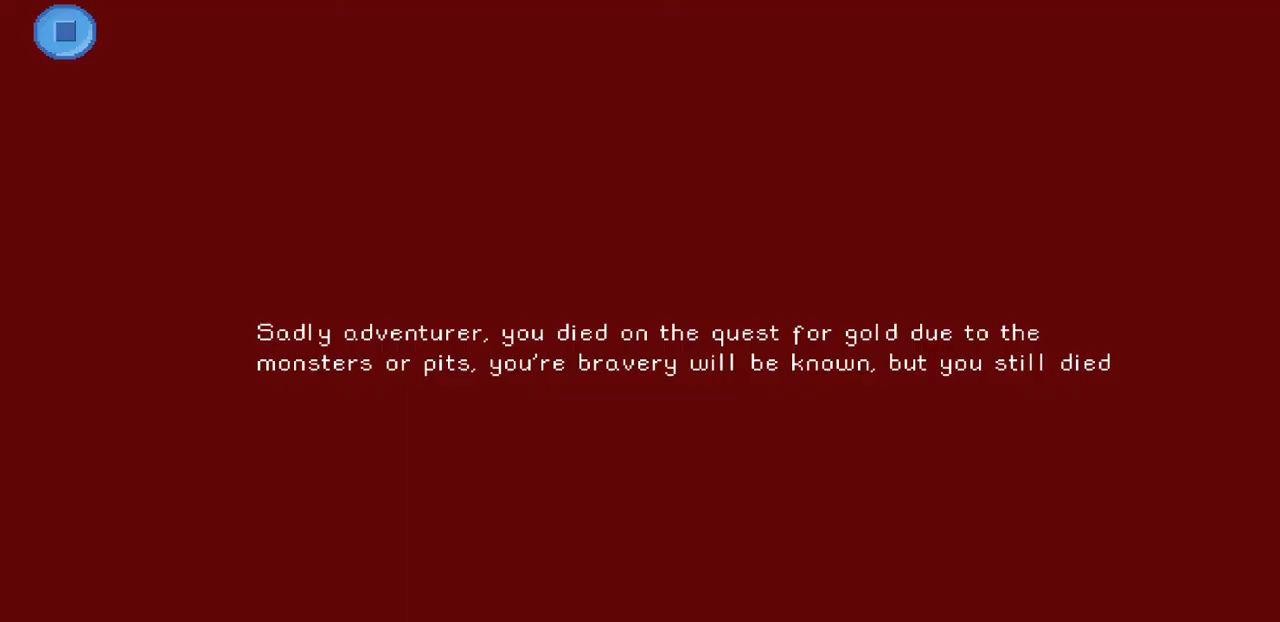 Sadly adventurer, you died on the quest for gold due to the
monsters or pits, you're bravery will be known, but you still died